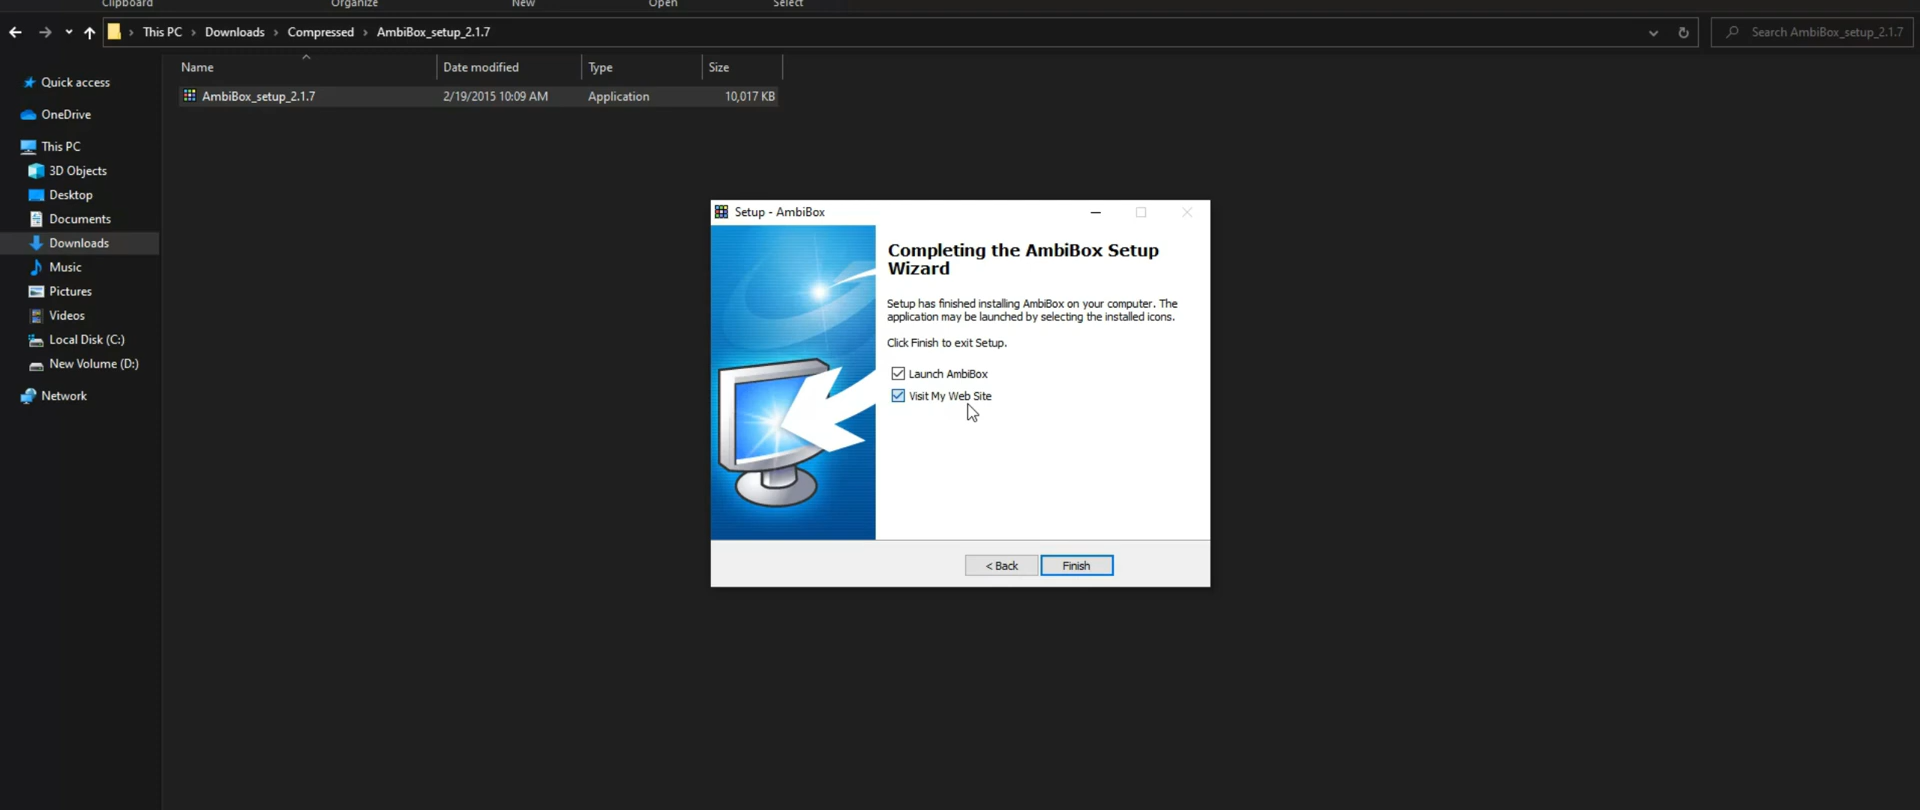 Clipboard Organize New Open Select
This PC › Downloads › Compressed › AmbiBox_setup_2.1.7
Search AmbiBox_setup_2.1.7
Name Date modified Type Size
AmbiBox_setup_2.1.7 2/19/2015 10:09 AM Application 10,017 KB
Quick access
OneDrive
This PC
3D Objects
Desktop
Documents
Downloads
Music
Pictures
Videos
Local Disk (C:)
New Volume (D:)
Network
Setup - AmbiBox
Completing the AmbiBox Setup
Wizard
Setup has finished installing AmbiBox on your computer. The
application may be launched by selecting the installed icons.
Click Finish to exit Setup.
Launch AmbiBox
Visit My Web Site
< Back Finish